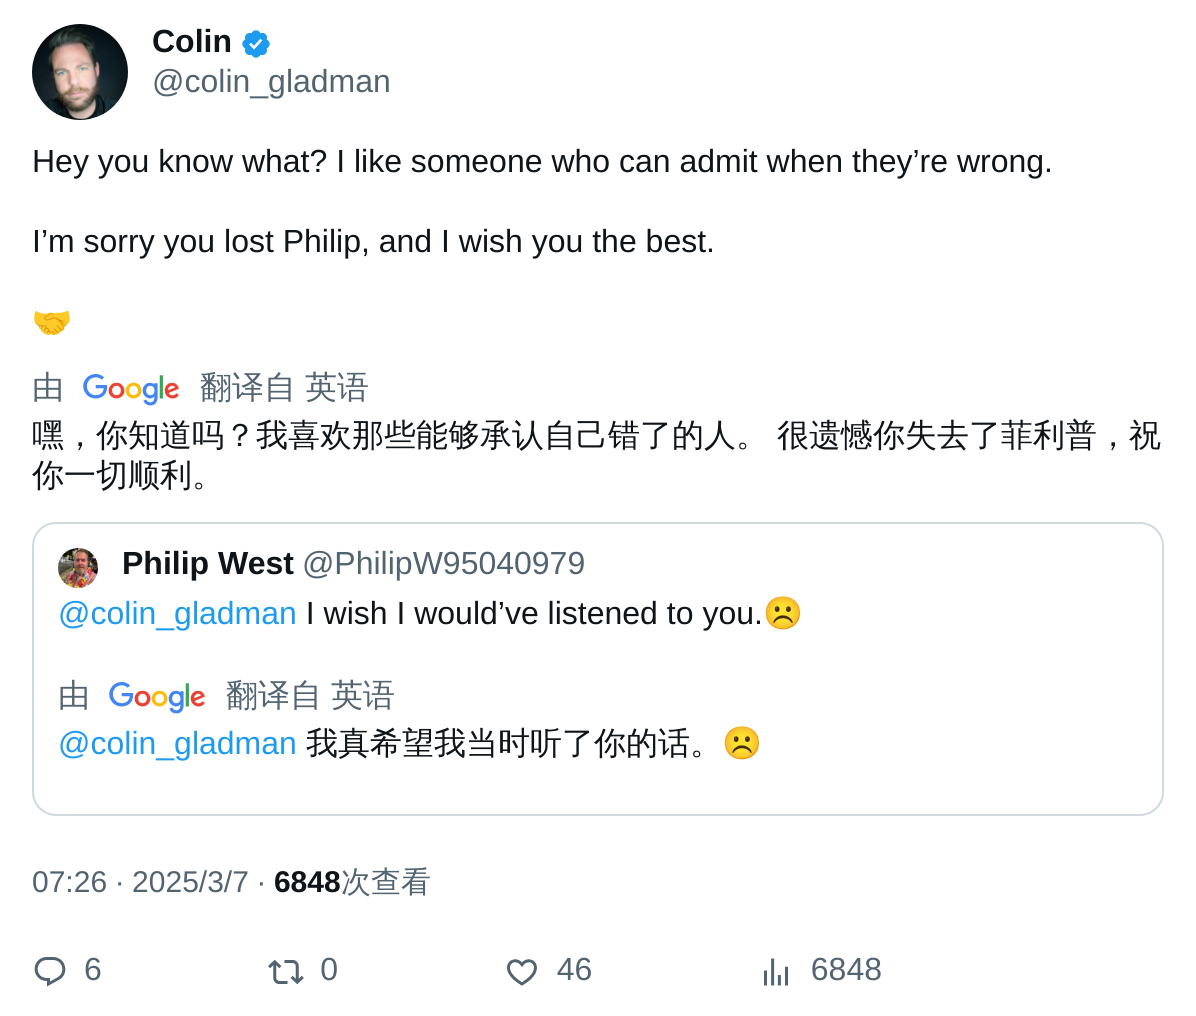 Colin
@colin_gladman
Hey you know what? I like someone who can admit when they’re wrong.
I’m sorry you lost Philip, and I wish you the best.
🤝
由 Google 翻译自 英语
嘿，你知道吗？我喜欢那些能够承认自己错了的人。 很遗憾你失去了菲利普，祝
你一切顺利。
Philip West @PhilipW95040979
@colin_gladman I wish I would’ve listened to you.☹️
由 Google 翻译自 英语
@colin_gladman 我真希望我当时听了你的话。☹️
07:26 · 2025/3/7 · 6848次查看
6 0 46 6848